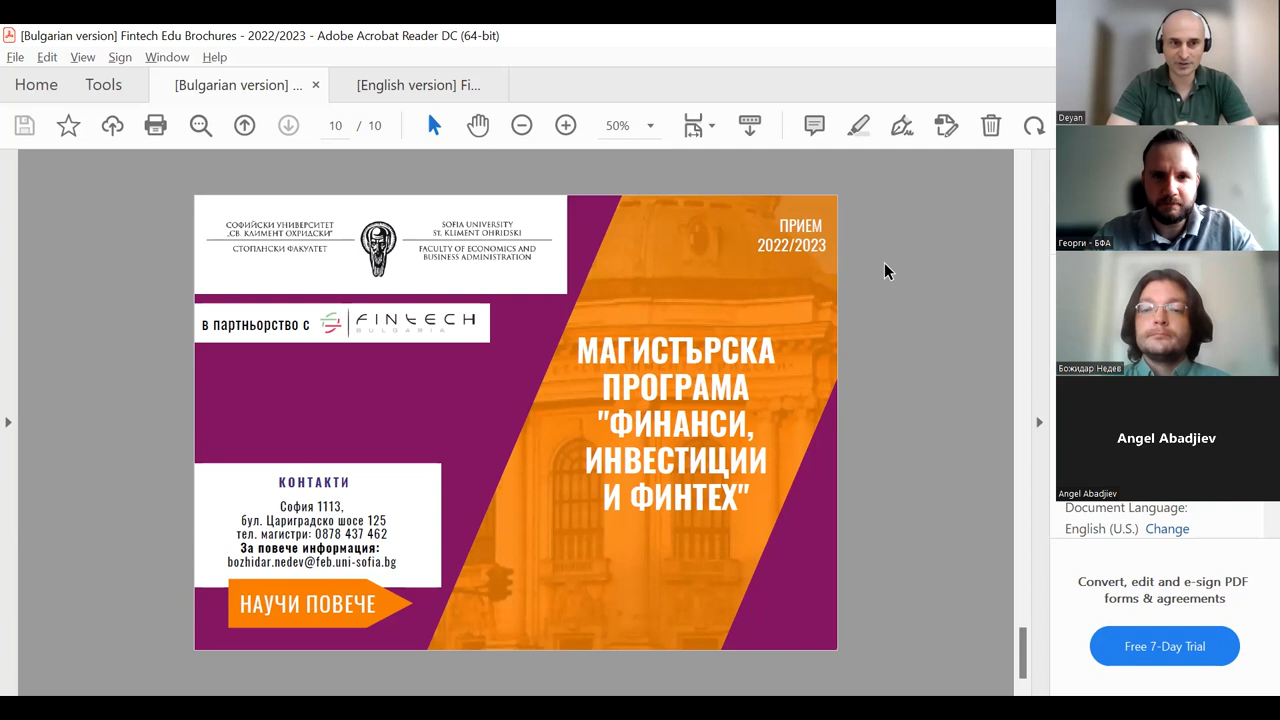 [Bulgarian version] Fintech Edu Brochures - 2022/2023 - Adobe Acrobat Reader DC (64-bit)
File Edit View Sign Window Help
Home Tools [Bulgarian version] ... × [English version] Fi...
10 / 10 50%
СОФИЙСКИ УНИВЕРСИТЕТ
„СВ. КЛИМЕНТ ОХРИДСКИ“
СТОПАНСКИ ФАКУЛТЕТ
SOFIA UNIVERSITY
ST. KLIMENT OHRIDSKI
FACULTY OF ECONOMICS AND
BUSINESS ADMINISTRATION
в партньорство с FINTECH
BULGARIA
ПРИЕМ
2022/2023
МАГИСТЪРСКА
ПРОГРАМА
"ФИНАНСИ,
ИНВЕСТИЦИИ
И ФИНТЕХ"
КОНТАКТИ
София 1113,
бул. Цариградско шосе 125
тел. магистри: 0878 437 462
За повече информация:
bozhidar.nedev@feb.uni-sofia.bg
НАУЧИ ПОВЕЧЕ
Deyan
Георги - БФА
Божидар Недев
Angel Abadjiev
Angel Abadjiev
Document Language:
English (U.S.) Change
Convert, edit and e-sign PDF
forms & agreements
Free 7-Day Trial